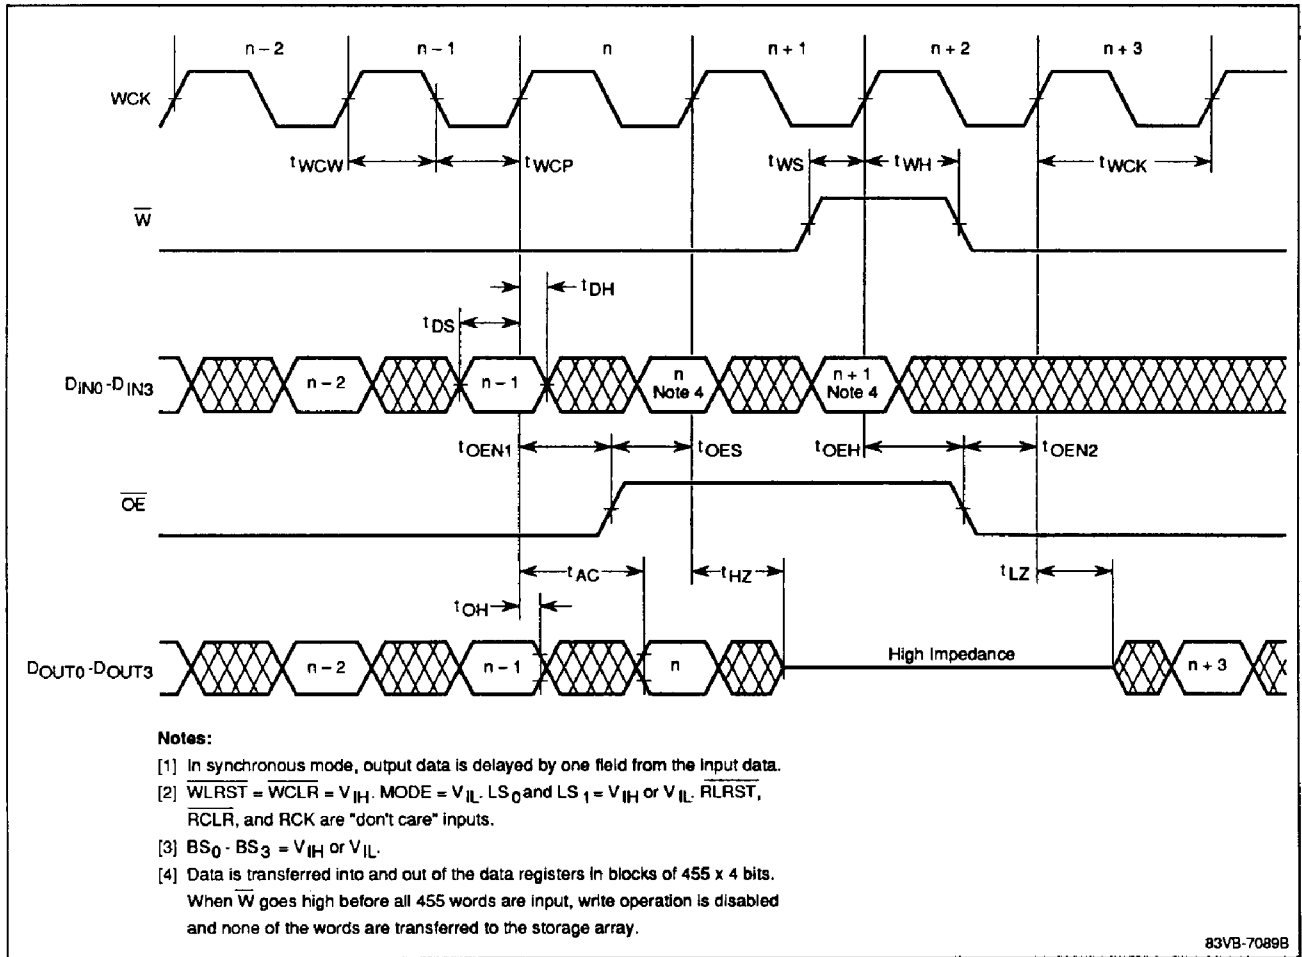 n – 2 n – 1 n n + 1 n + 2 n + 3
WCK
tWCW tWCP tWS tWH tWCK
W̅
tDH
tDS
DIN0-DIN3 n – 2 n – 1 n n + 1
Note 4 Note 4
tOEN1 tOES tOEH tOEN2
O̅E̅
tAC tHZ tLZ
tOH
DOUT0-DOUT3 n – 2 n – 1 n High Impedance n + 3
Notes:
[1] In synchronous mode, output data is delayed by one field from the input data.
[2] W̅L̅R̅S̅T̅ = W̅C̅L̅R̅ = VIH. MODE = VIL. LS0 and LS1 = VIH or VIL. R̅L̅R̅S̅T̅,
R̅C̅L̅R̅, and RCK are "don't care" inputs.
[3] BS0 - BS3 = VIH or VIL.
[4] Data is transferred into and out of the data registers in blocks of 455 x 4 bits.
When W̅ goes high before all 455 words are input, write operation is disabled
and none of the words are transferred to the storage array.
83VB-7089B